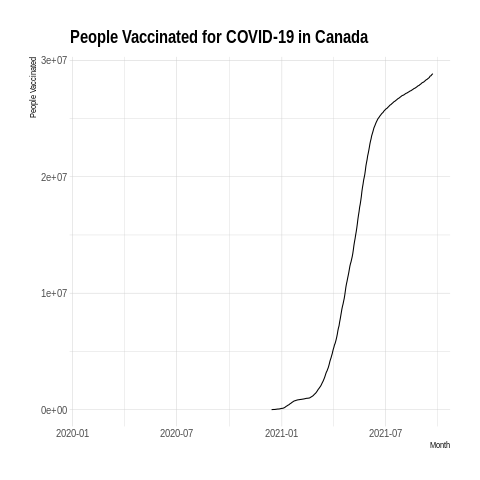 People Vaccinated for COVID-19 in Canada
People Vaccinated
3e+07
2e+07
1e+07
0e+00
2020-01 2020-07 2021-01 2021-07
Month